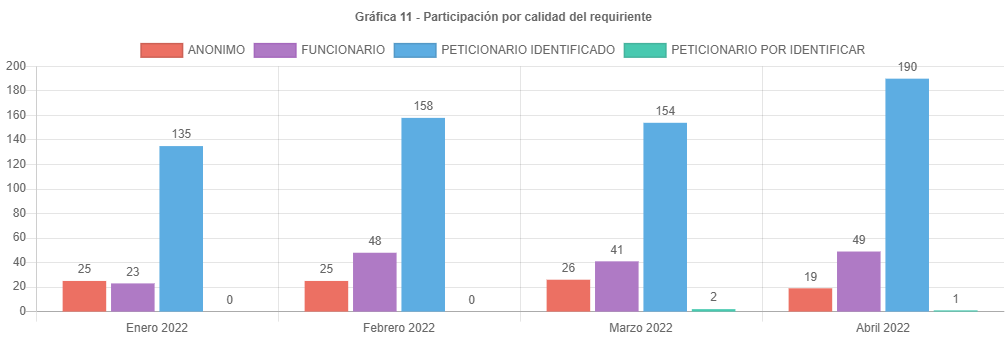 Gráfica 11 - Participación por calidad del requiriente
ANONIMO FUNCIONARIO PETICIONARIO IDENTIFICADO PETICIONARIO POR IDENTIFICAR
200
180
160
140
120
100
80
60
40
20
0
25 23 135 0
25 48 158 0
26 41 154 2
19 49 190 1
Enero 2022 Febrero 2022 Marzo 2022 Abril 2022